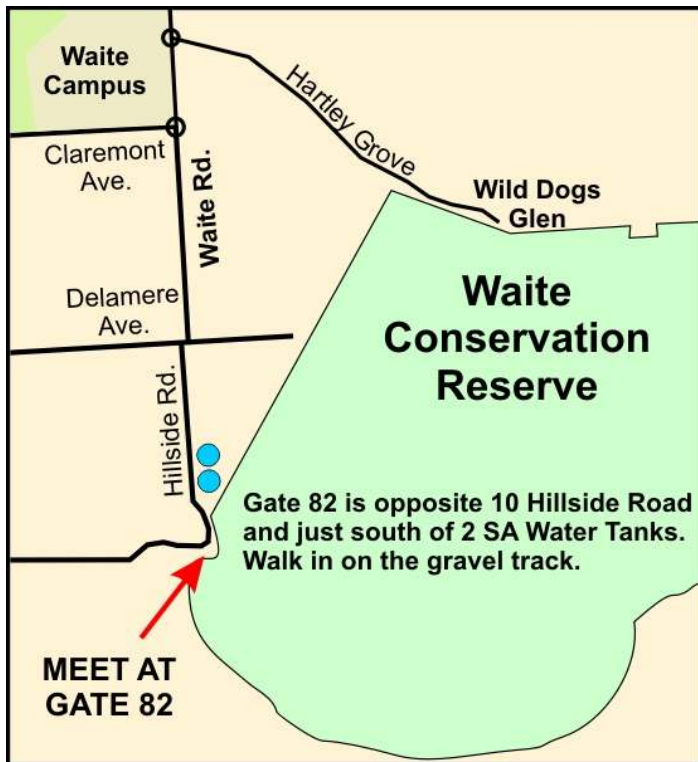 Waite
Campus
Hartley Grove
Claremont
Ave.
Waite Rd.
Wild Dogs
Glen
Waite
Conservation
Reserve
Delamere
Ave.
Hillside Rd.
Gate 82 is opposite 10 Hillside Road
and just south of 2 SA Water Tanks.
Walk in on the gravel track.
MEET AT
GATE 82